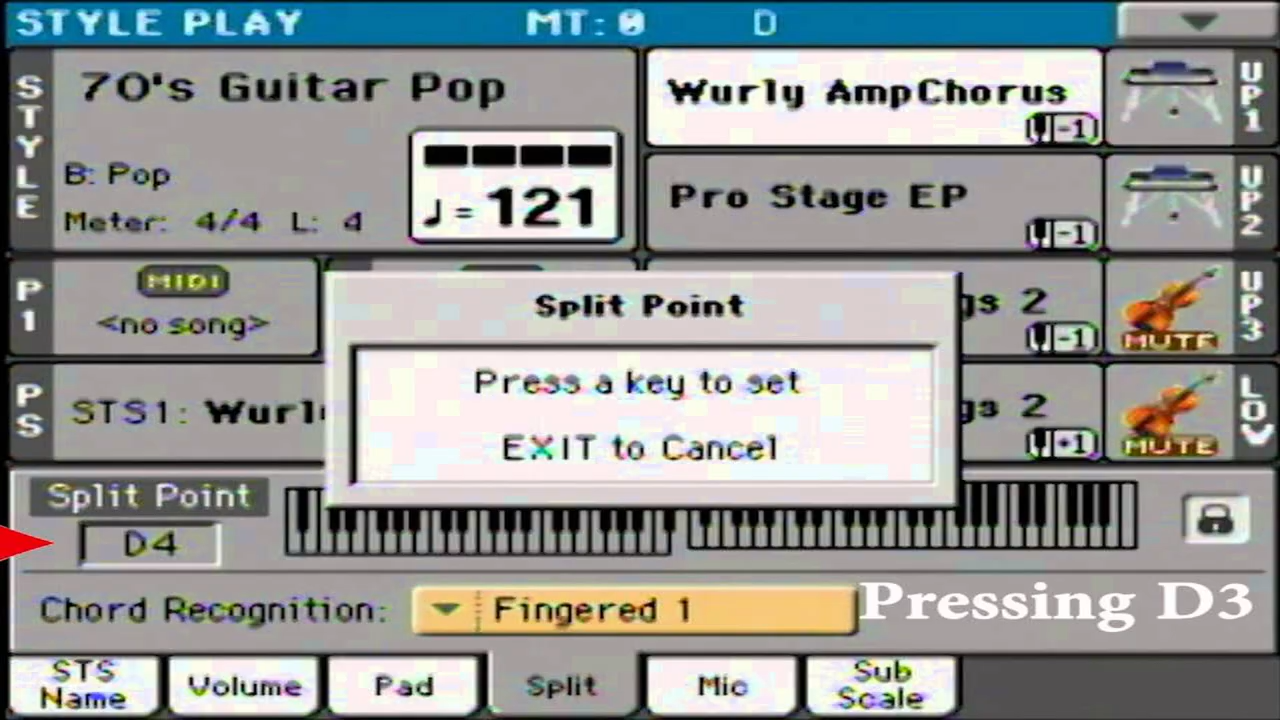 STYLE PLAY MT: 0 D
STYLE
70's Guitar Pop
B: Pop
Meter: 4/4 L: 4
♩ = 121
Wurly AmpChorus
-1
UP1
Pro Stage EP
-1
UP2
P1
MIDI
<no song>
gs 2
-1
MUTE
UP3
PS
STS1: Wurl
gs 2
+1
MUTE
LOW
Split Point
Press a key to set
EXIT to Cancel
Split Point
D4
Chord Recognition: Fingered 1
Pressing D3
STS Name
Volume
Pad
Split
Mic
Sub Scale